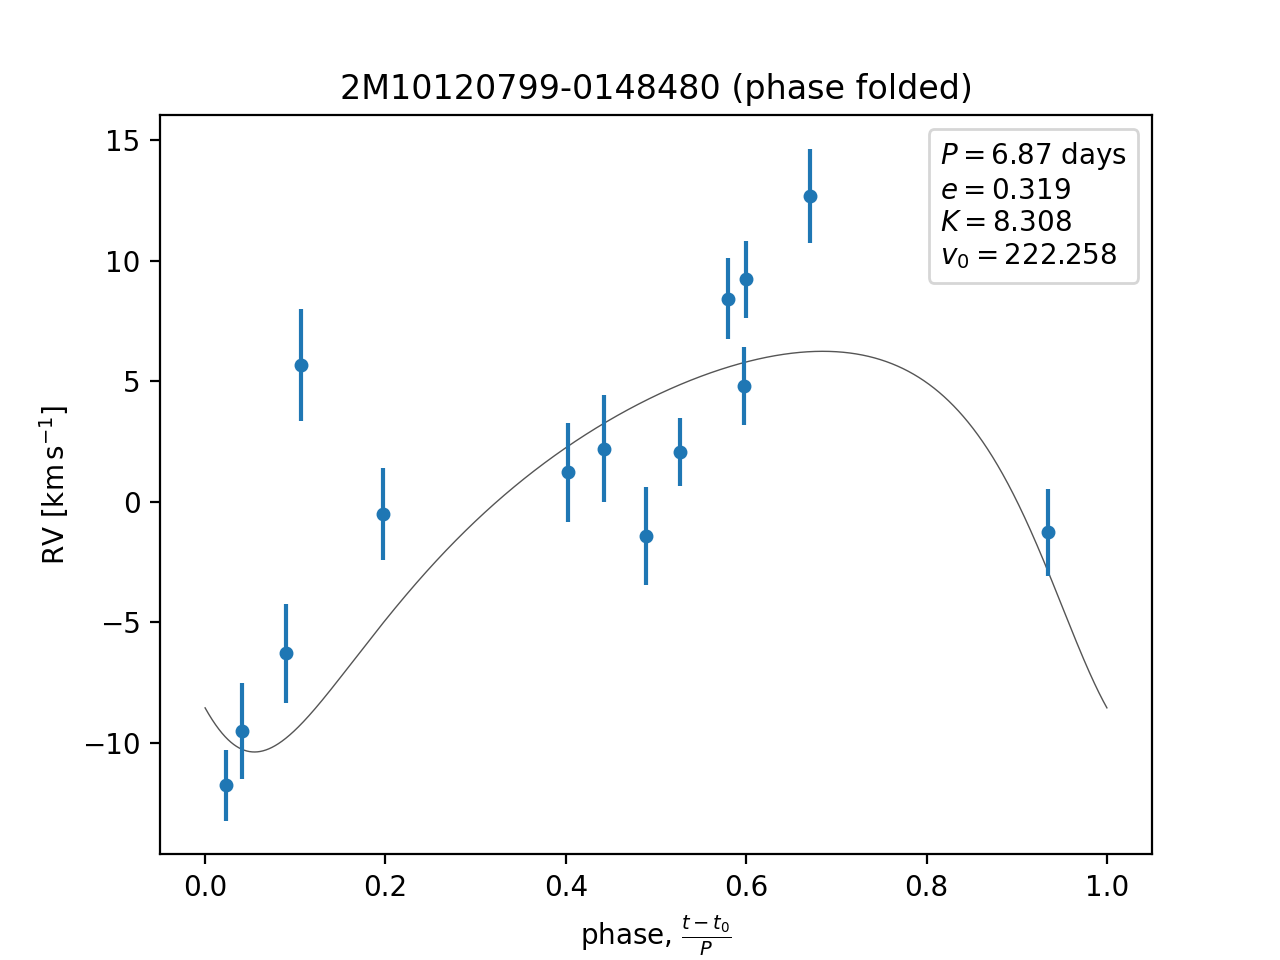 2M10120799-0148480 (phase folded)
P = 6.87 days
e = 0.319
K = 8.308
v₀ = 222.258
15
10
5
0
−5
−10
RV [km s⁻¹]
0.0 0.2 0.4 0.6 0.8 1.0
phase, (t − t₀)/P